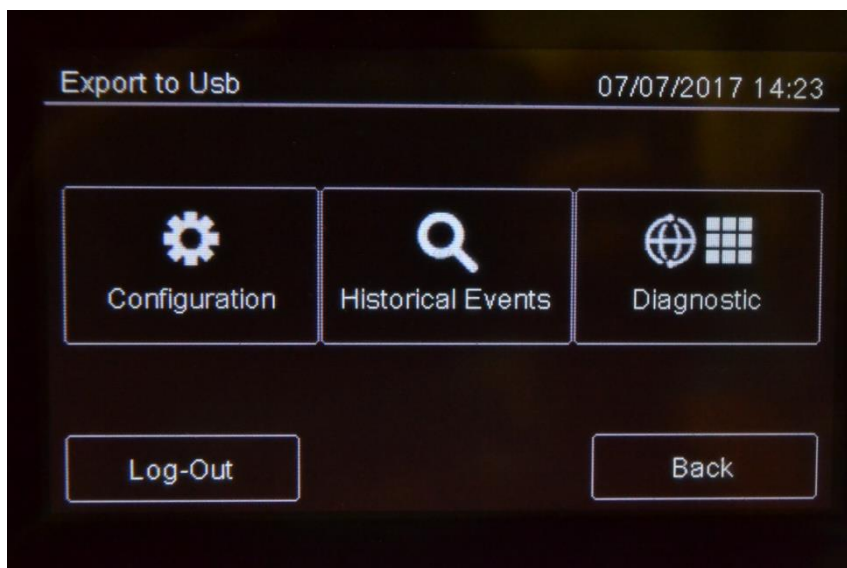 Export to Usb 07/07/2017 14:23
Configuration Historical Events Diagnostic
Log-Out Back